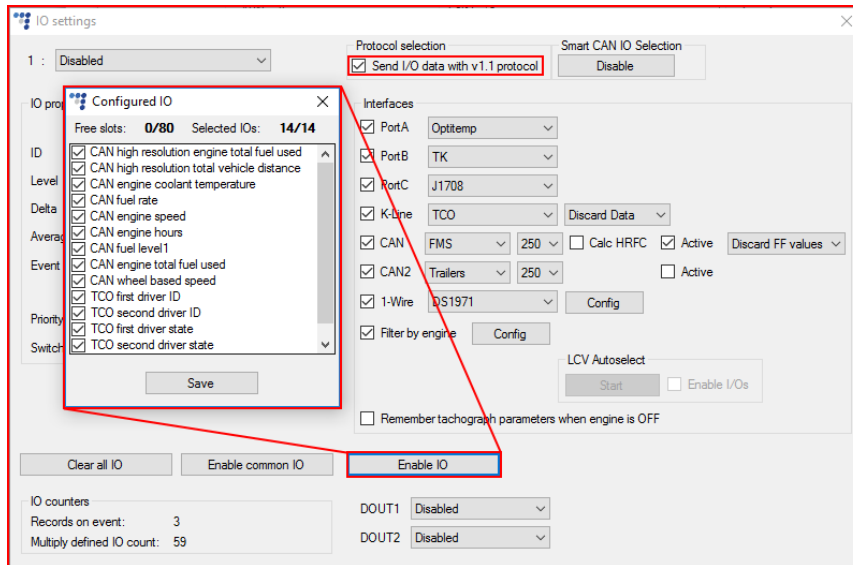 IO settings
1 : Disabled
Protocol selection
Send I/O data with v1.1 protocol
Smart CAN IO Selection
Disable
IO prop
ID
Level
Delta
Averag
Event
Priority
Switch
Configured IO
Free slots: 0/80 Selected IOs: 14/14
CAN high resolution engine total fuel used
CAN high resolution total vehicle distance
CAN engine coolant temperature
CAN fuel rate
CAN engine speed
CAN engine hours
CAN fuel level1
CAN engine total fuel used
CAN wheel based speed
TCO first driver ID
TCO second driver ID
TCO first driver state
TCO second driver state
Save
Interfaces
PortA Optitemp
PortB TK
PortC J1708
K-Line TCO Discard Data
CAN FMS 250 Calc HRFC Active Discard FF values
CAN2 Trailers 250 Active
1-Wire DS1971 Config
Filter by engine Config
LCV Autoselect
Start Enable I/Os
Remember tachograph parameters when engine is OFF
Clear all IO Enable common IO Enable IO
IO counters
Records on event: 3
Multiply defined IO count: 59
DOUT1 Disabled
DOUT2 Disabled